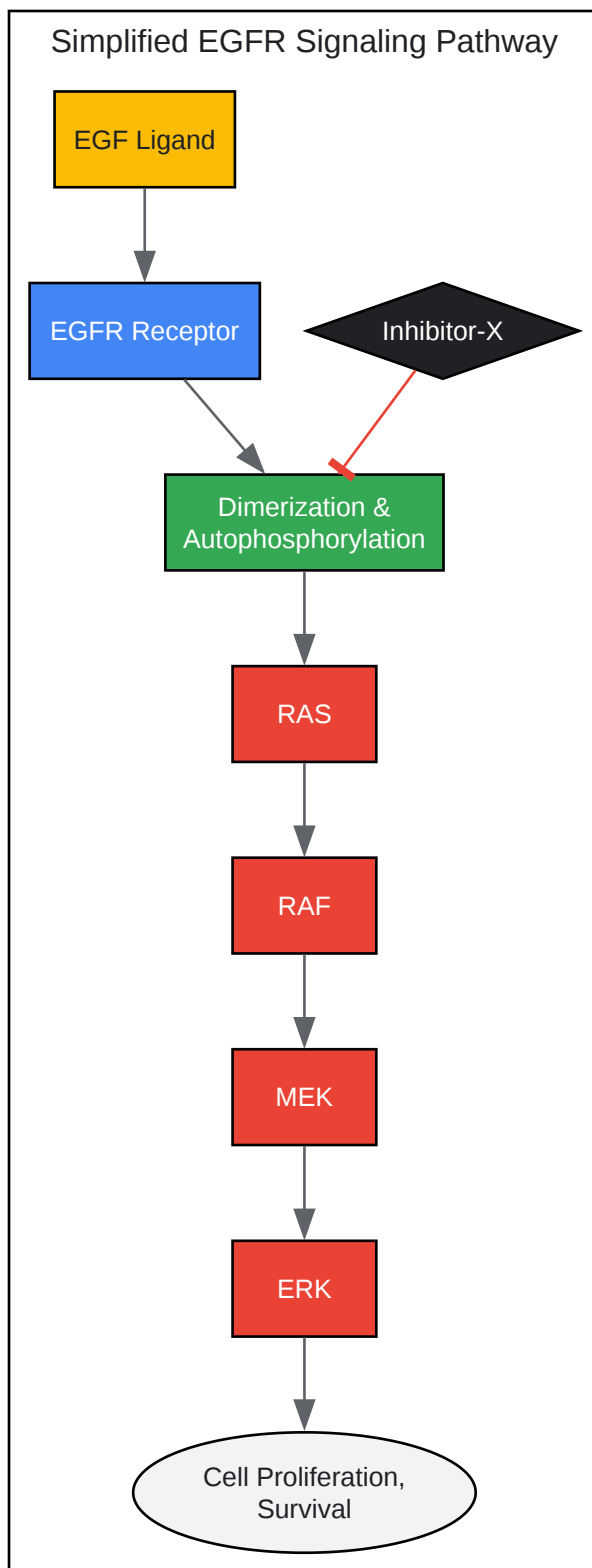 Simplified EGFR Signaling Pathway
EGF Ligand
EGFR Receptor
Inhibitor-X
Dimerization &
Autophosphorylation
RAS
RAF
MEK
ERK
Cell Proliferation,
Survival